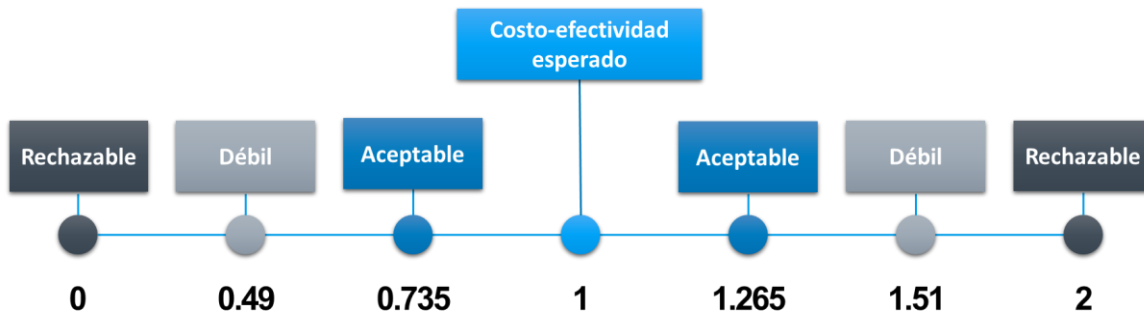 Costo-efectividad
esperado
Rechazable
Débil
Aceptable
Aceptable
Débil
Rechazable
0
0.49
0.735
1
1.265
1.51
2